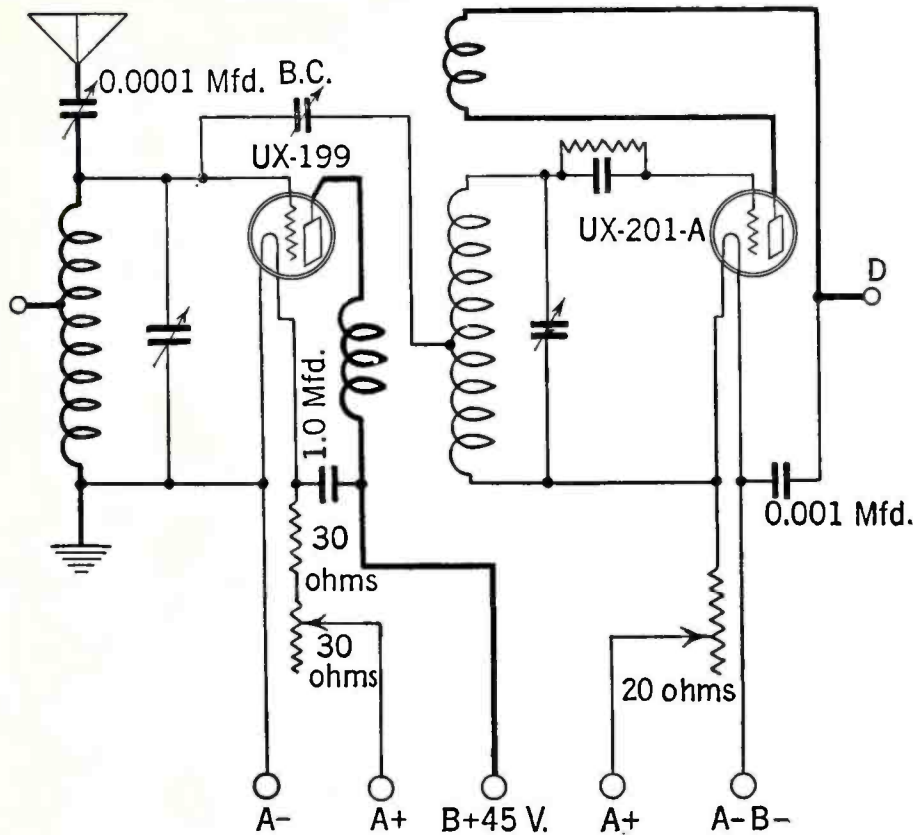 0.0001 Mfd.
B.C.
UX-199
UX-201-A
D
1.0 Mfd.
0.001 Mfd.
30
ohms
30
ohms
20 ohms
A-
A+
B+45 V.
A+
A-B-